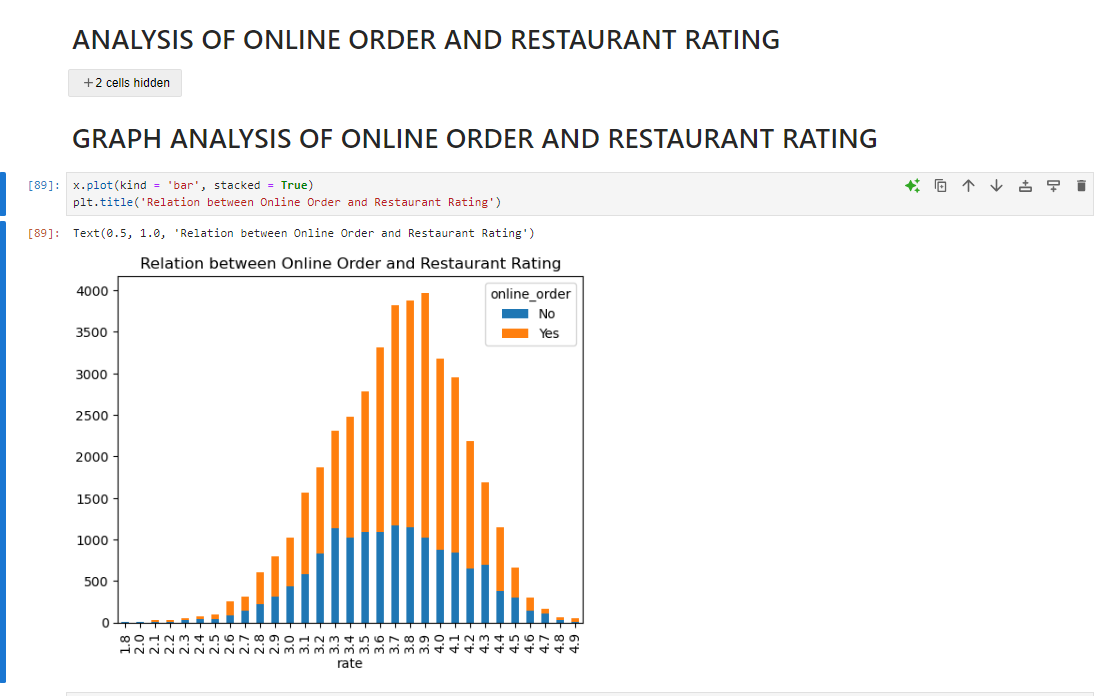 ANALYSIS OF ONLINE ORDER AND RESTAURANT RATING
+2 cells hidden
GRAPH ANALYSIS OF ONLINE ORDER AND RESTAURANT RATING
[89]: x.plot(kind = 'bar', stacked = True)
plt.title('Relation between Online Order and Restaurant Rating')
[89]: Text(0.5, 1.0, 'Relation between Online Order and Restaurant Rating')
Relation between Online Order and Restaurant Rating
online_order
No
Yes
4000
3500
3000
2500
2000
1500
1000
500
0
1.8 2.0 2.1 2.2 2.3 2.4 2.5 2.6 2.7 2.8 2.9 3.0 3.1 3.2 3.3 3.4 3.5 3.6 3.7 3.8 3.9 4.0 4.1 4.2 4.3 4.4 4.5 4.6 4.7 4.8 4.9
rate